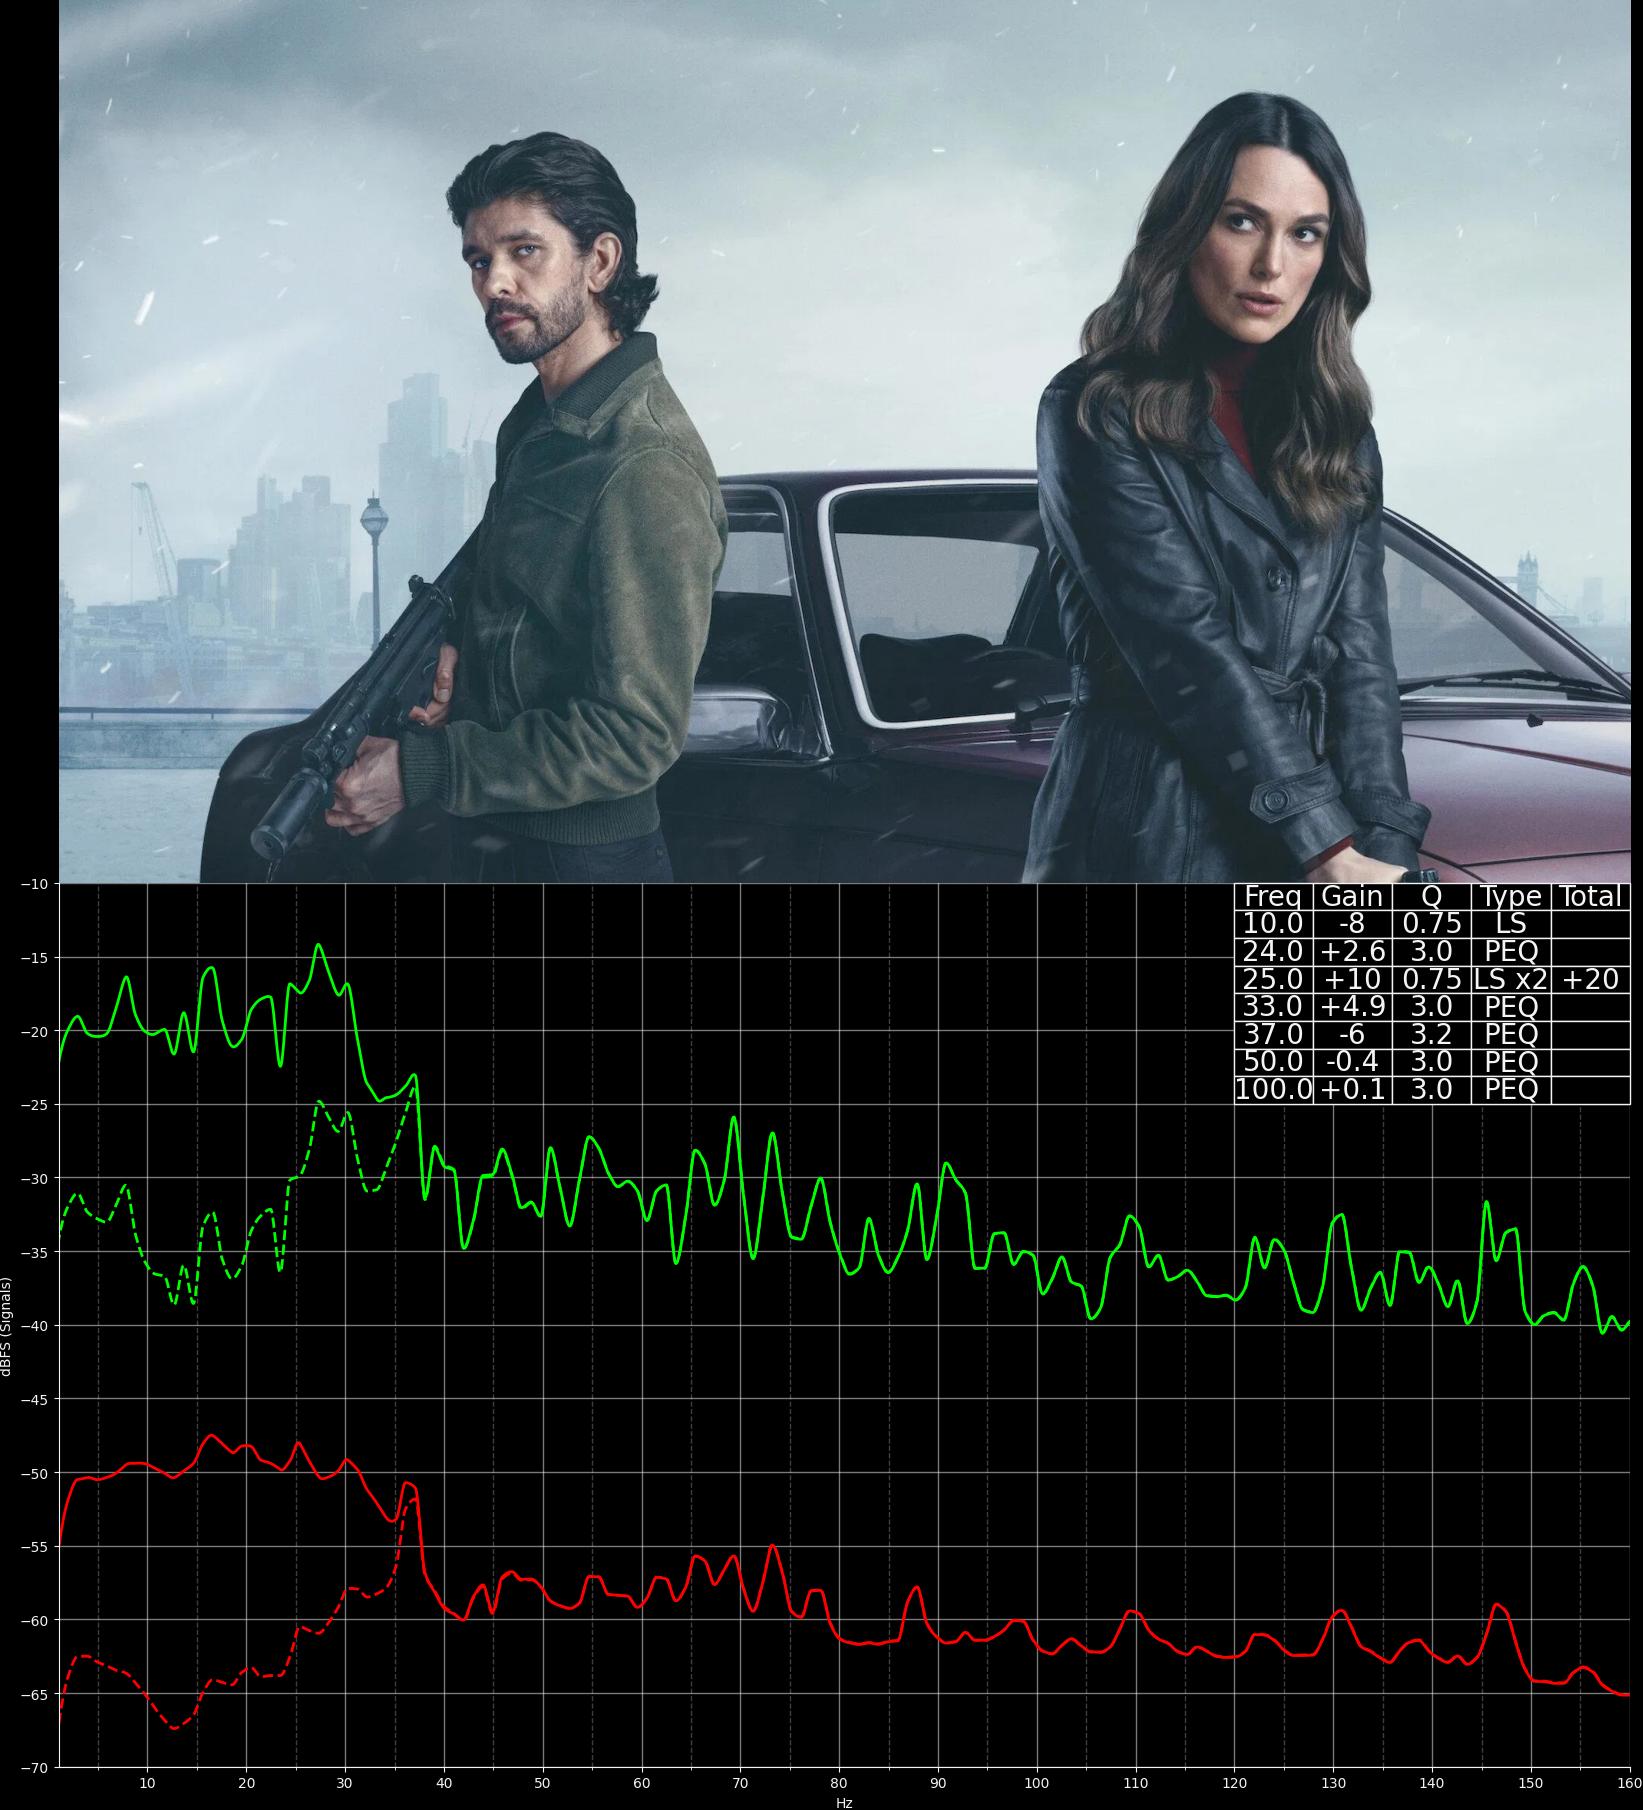 Freq Gain Q Type Total
10.0 -8 0.75 LS
24.0 +2.6 3.0 PEQ
25.0 +10 0.75 LS x2 +20
33.0 +4.9 3.0 PEQ
37.0 -6 3.2 PEQ
50.0 -0.4 3.0 PEQ
100.0 +0.1 3.0 PEQ
−10
−15
−20
−25
−30
−35
−40
−45
−50
−55
−60
−65
−70
dBFS (Signals)
10 20 30 40 50 60 70 80 90 100 110 120 130 140 150 160
Hz